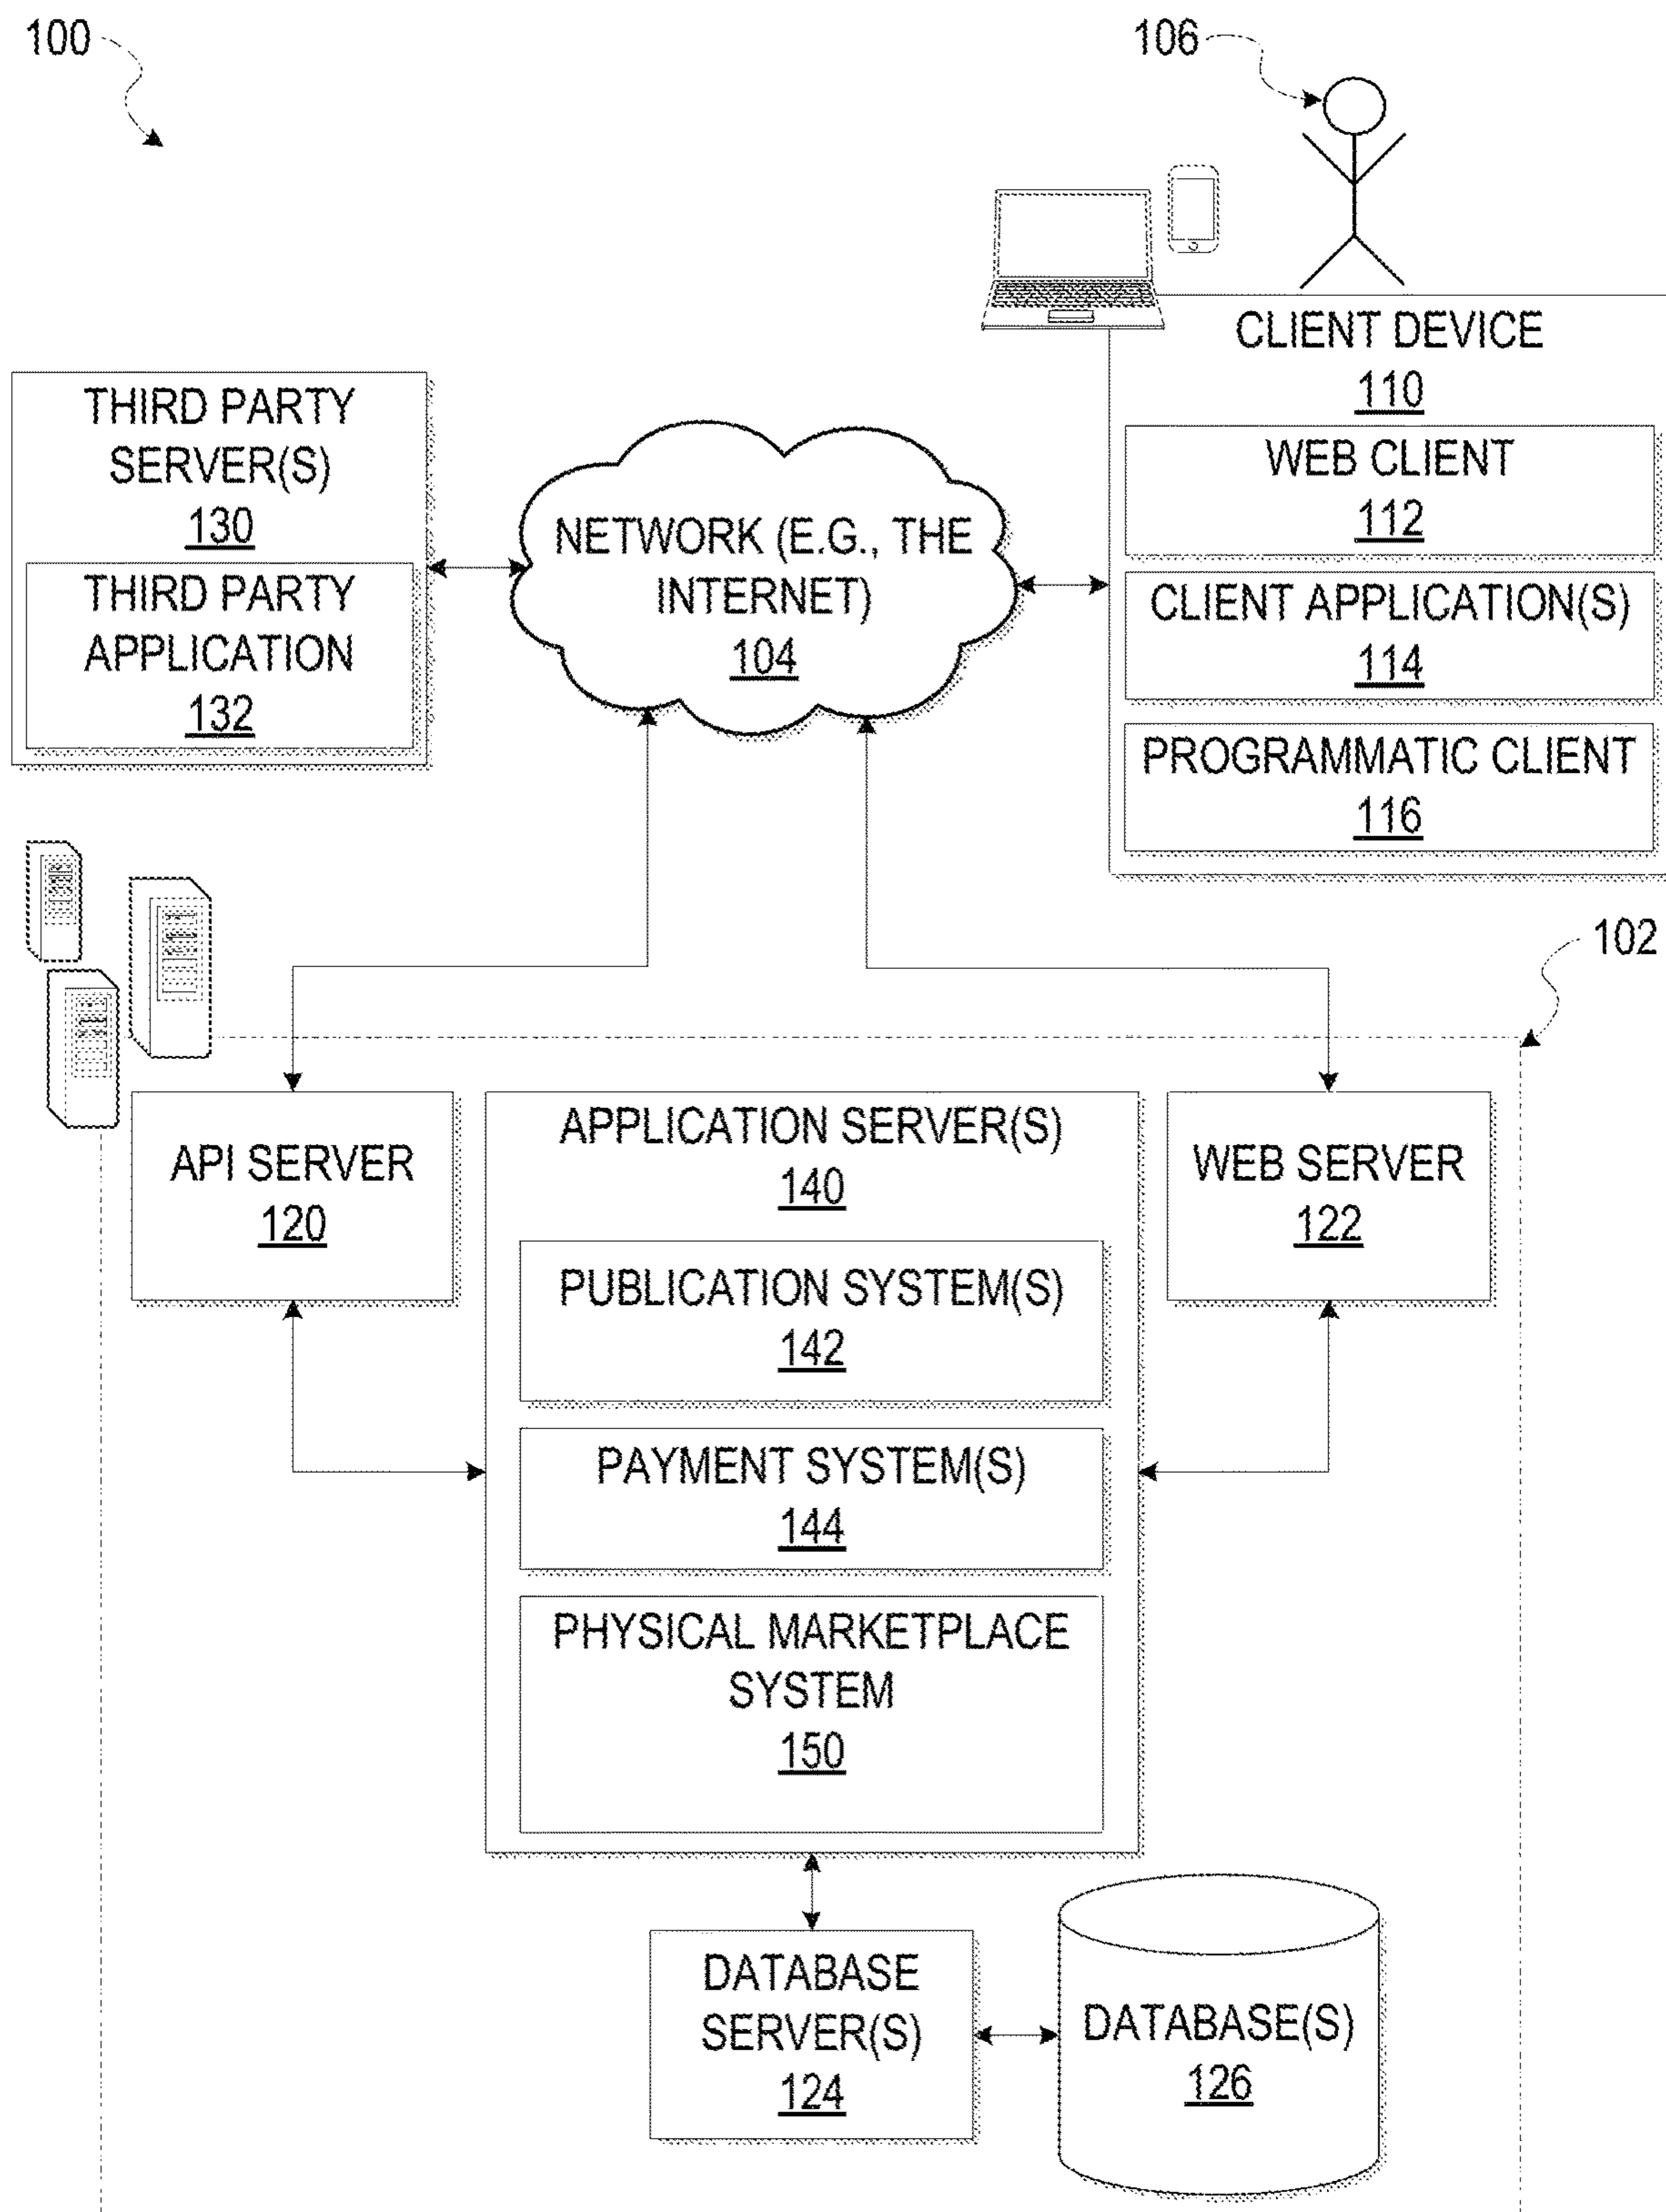 100
106
CLIENT DEVICE
110
WEB CLIENT
112
CLIENT APPLICATION(S)
114
PROGRAMMATIC CLIENT
116
THIRD PARTY
SERVER(S)
130
THIRD PARTY
APPLICATION
132
NETWORK (E.G., THE
INTERNET)
104
102
API SERVER
120
APPLICATION SERVER(S)
140
PUBLICATION SYSTEM(S)
142
PAYMENT SYSTEM(S)
144
PHYSICAL MARKETPLACE
SYSTEM
150
WEB SERVER
122
DATABASE
SERVER(S)
124
DATABASE(S)
126